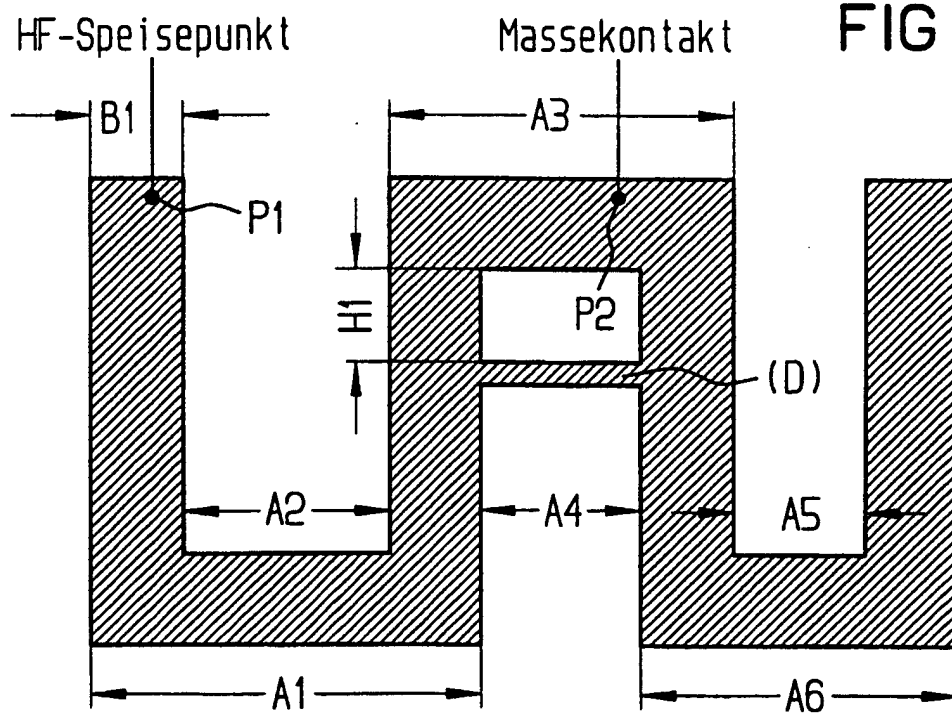 HF-Speisepunkt
Massekontakt
FIG
B1
A3
P1
H1
P2
(D)
A2
A4
A5
A1
A6